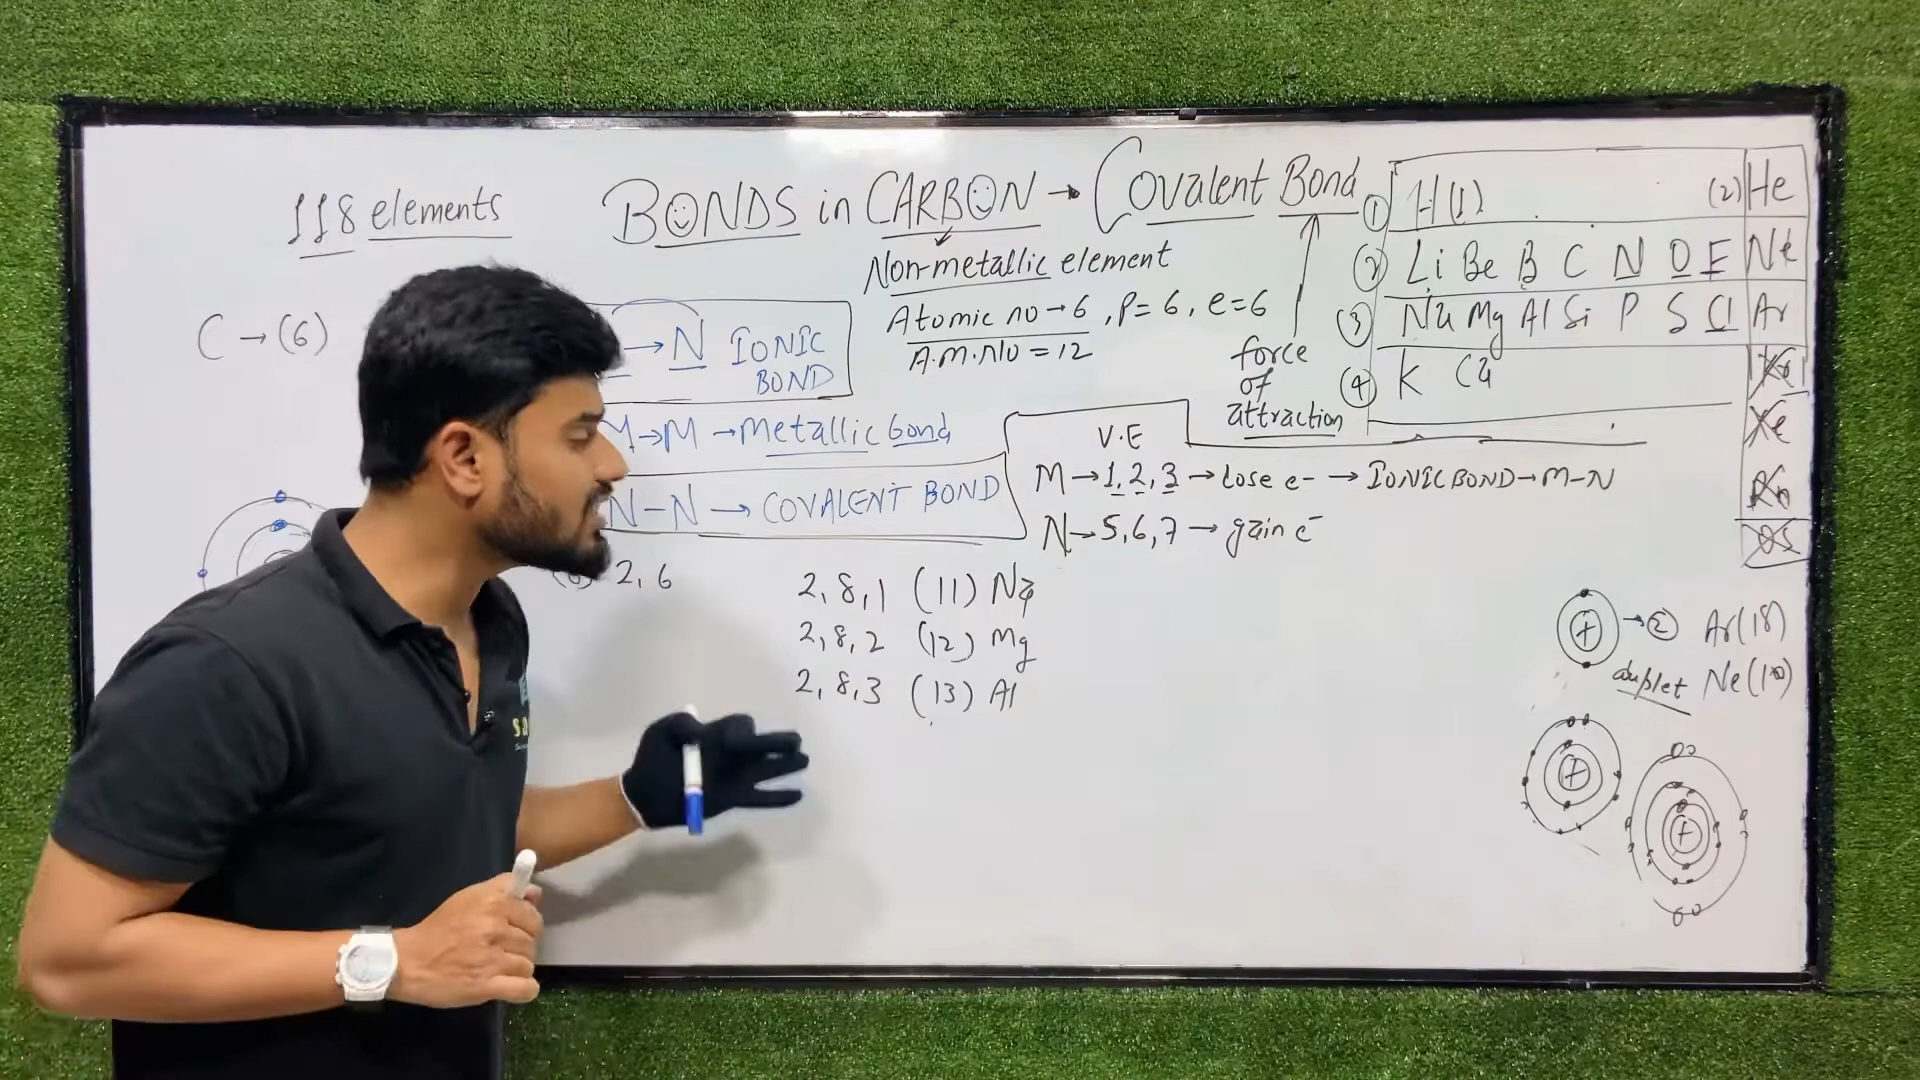 118 elements
BONDS in CARBON → Covalent Bond
Non-metallic element
Atomic no → 6, P = 6, e = 6
A.M.No = 12
C → (6)
→ N IONIC
BOND
M → M → Metallic bond
N – N → COVALENT BOND
force
of
attraction
V.E
M → 1, 2, 3 → Lose e- → IONIC BOND → M – N
N → 5, 6, 7 → gain e-
2, 6
2, 8, 1 (11) Na
2, 8, 2 (12) Mg
2, 8, 3 (13) Al
1 H(1) (2) He
2 Li Be B C N O F Ne
3 Na Mg Al Si P S Cl Ar
4 K Ca Kr
Xe
Rn
Os
+ → 2 Ar(18)
duplet Ne(10)
+
+